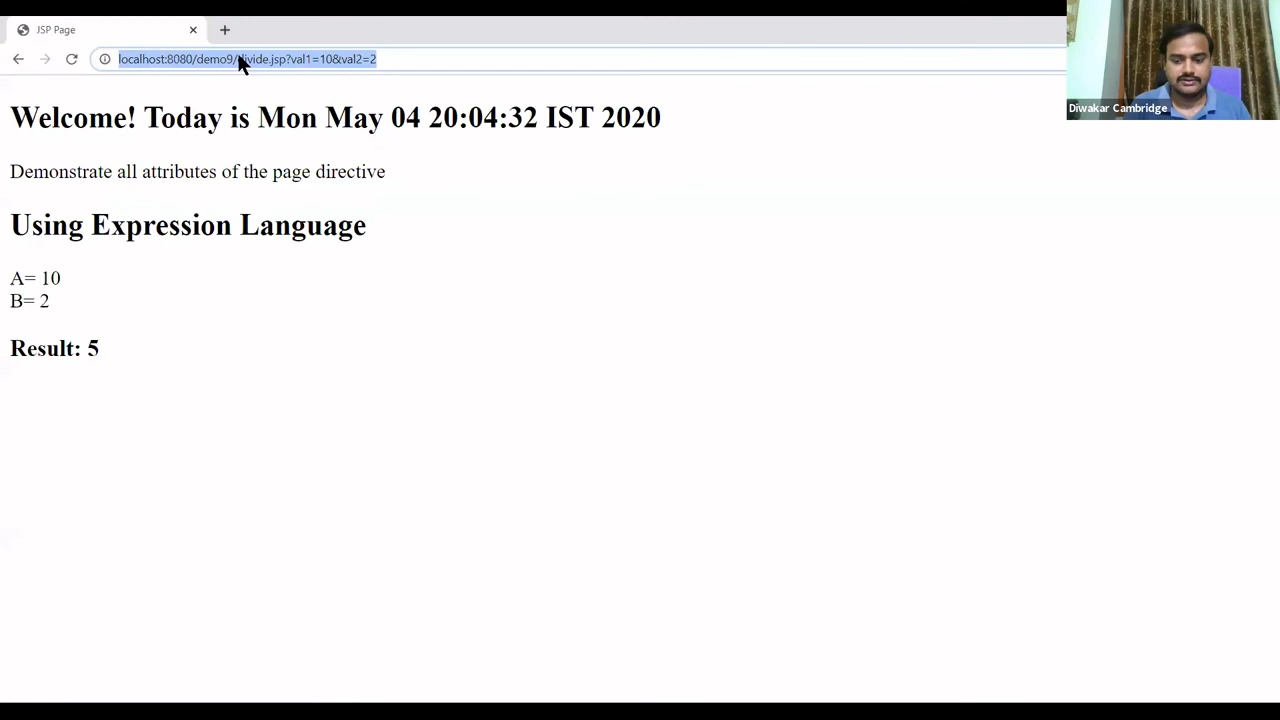 JSP Page
localhost:8080/demo9/divide.jsp?val1=10&val2=2
Diwakar Cambridge
Welcome! Today is Mon May 04 20:04:32 IST 2020
Demonstrate all attributes of the page directive
Using Expression Language
A= 10
B= 2
Result: 5